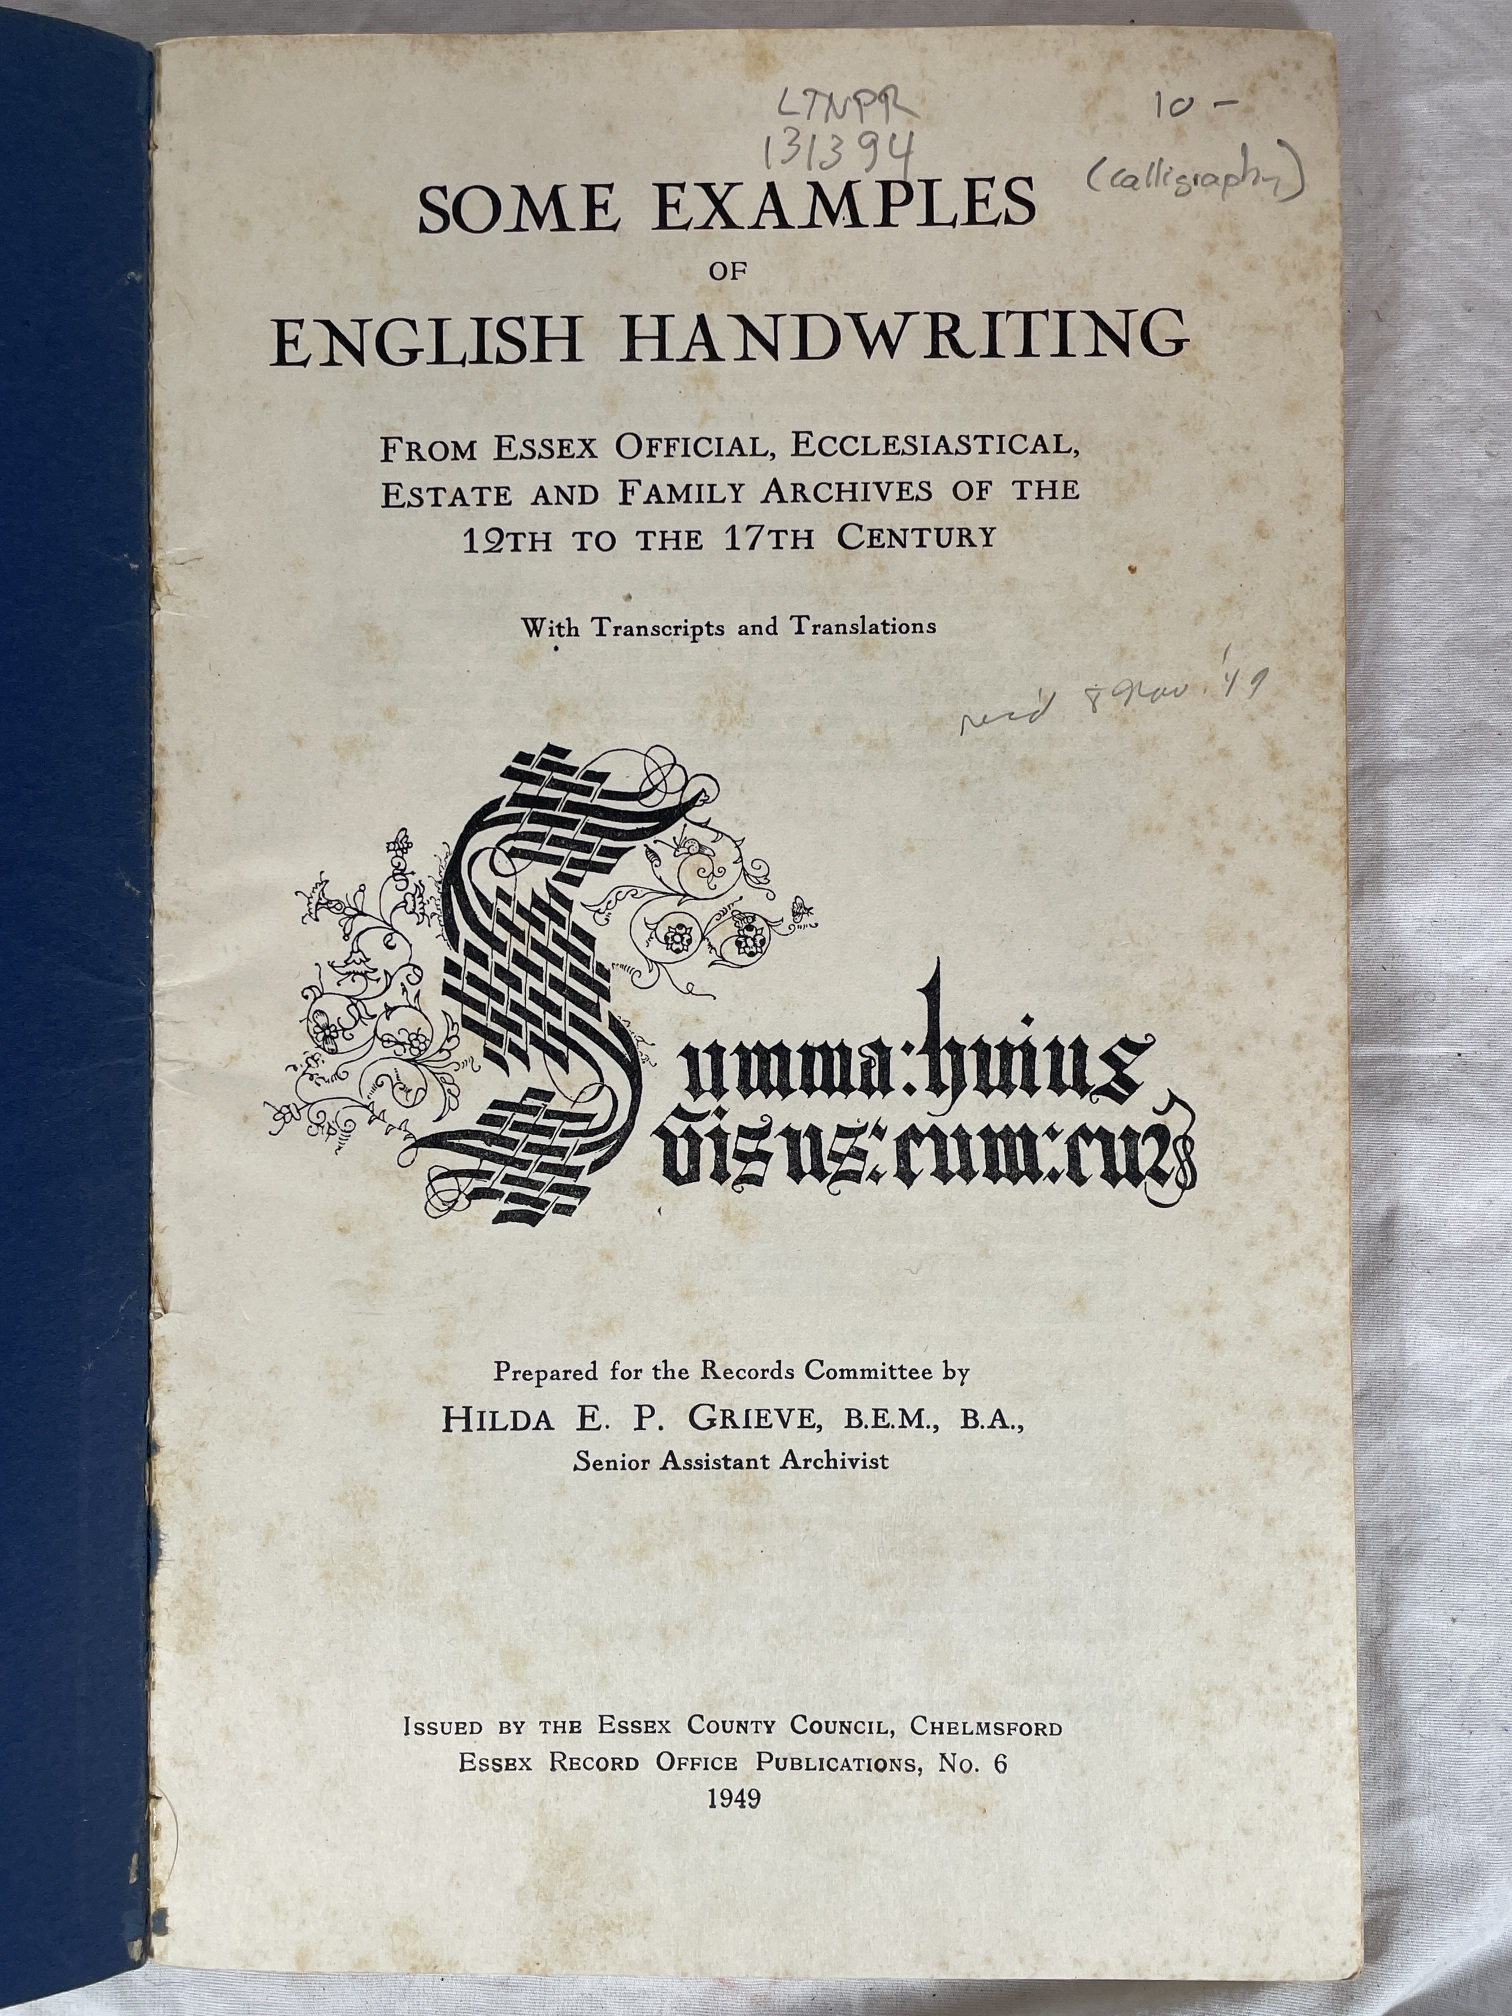 LTNPR
131394
10 –
(calligraphy)
SOME EXAMPLES
OF
ENGLISH HANDWRITING
FROM ESSEX OFFICIAL, ECCLESIASTICAL,
ESTATE AND FAMILY ARCHIVES OF THE
12TH TO THE 17TH CENTURY
With Transcripts and Translations
rec'd 8 Nov. '49
Summa: huius
visus: cum: cur
Prepared for the Records Committee by
HILDA E. P. GRIEVE, B.E.M., B.A.,
Senior Assistant Archivist
ISSUED BY THE ESSEX COUNTY COUNCIL, CHELMSFORD
ESSEX RECORD OFFICE PUBLICATIONS, No. 6
1949